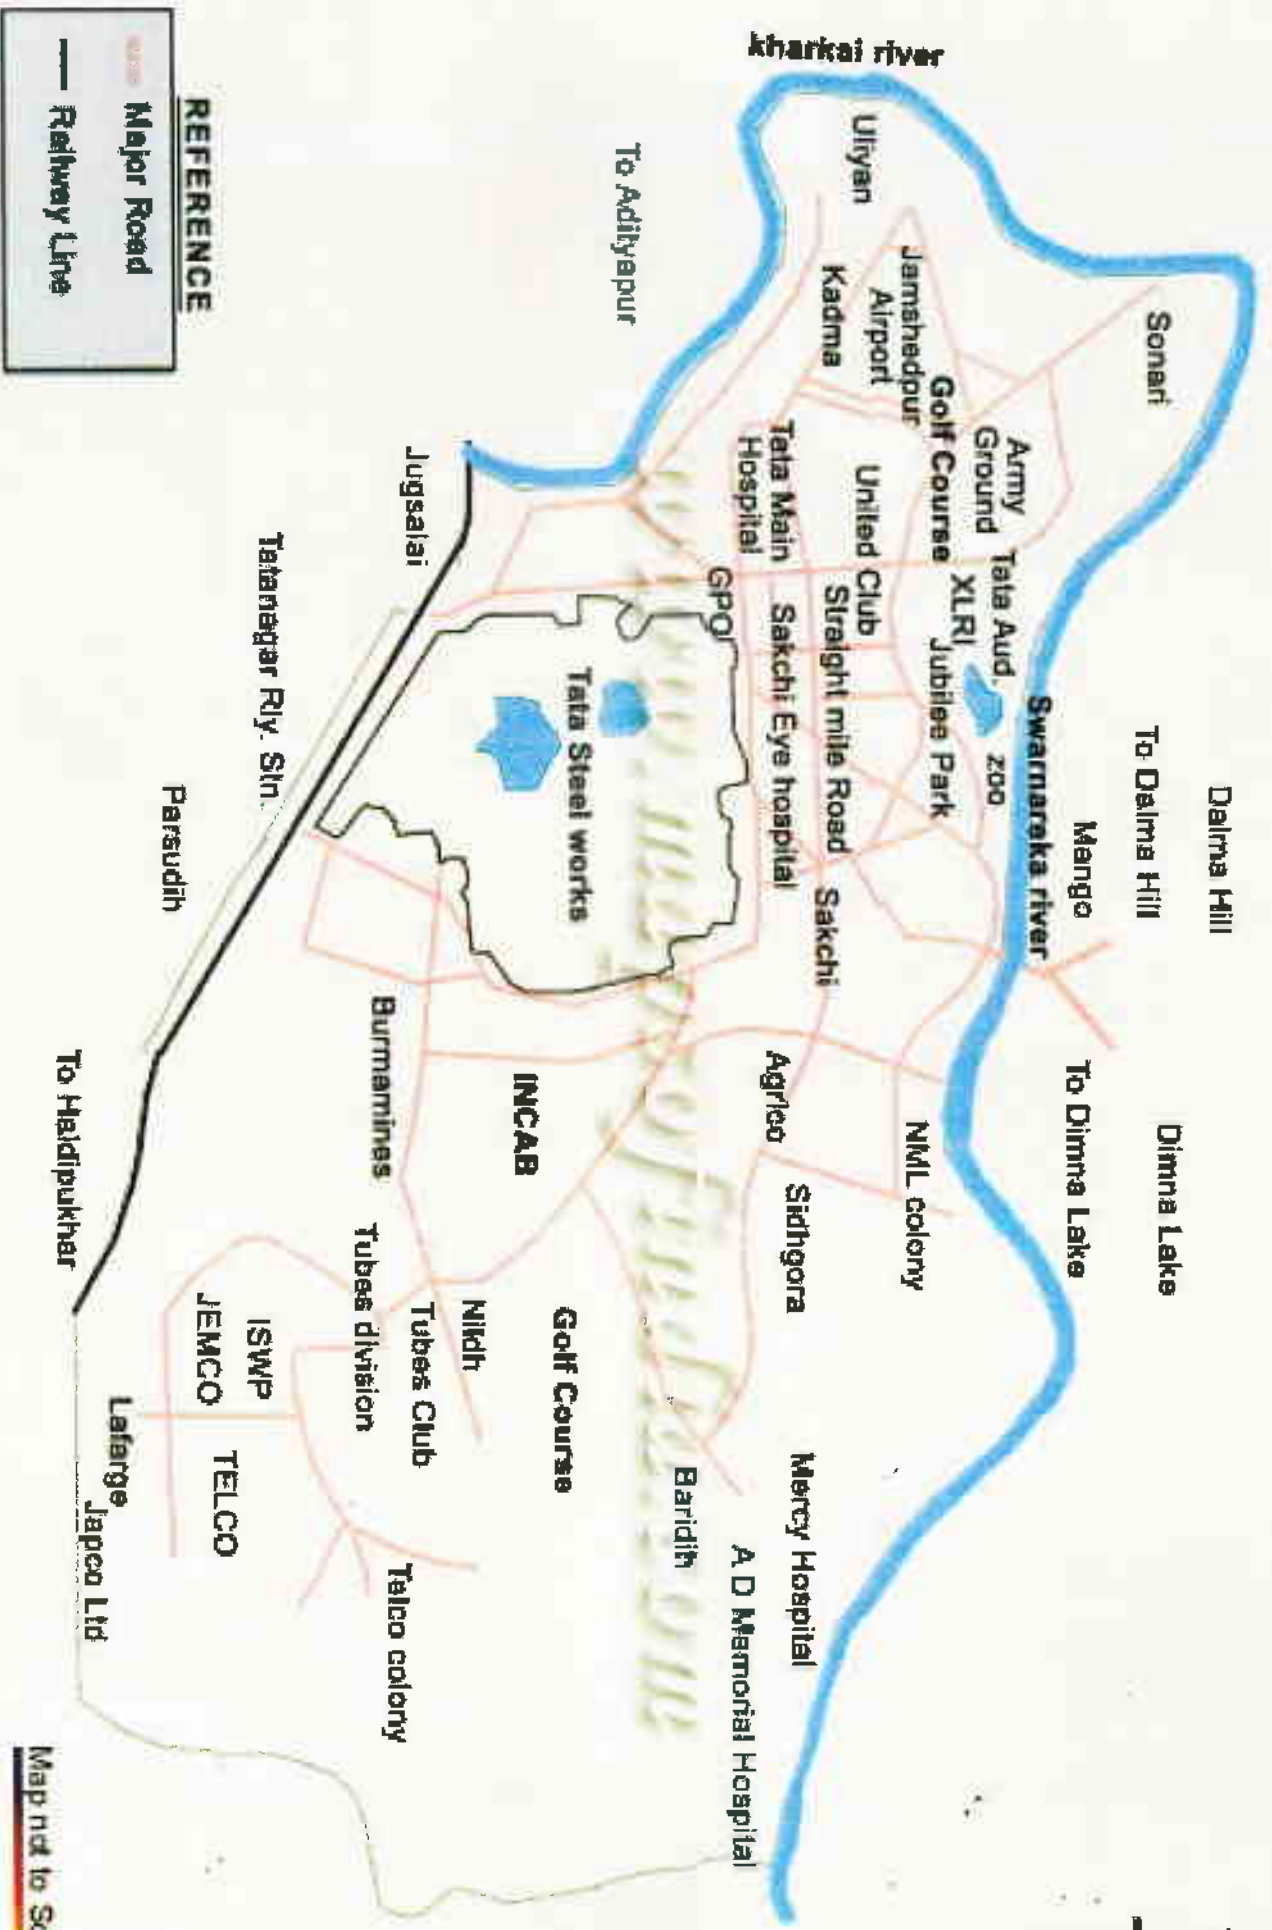 Dalma Hill
Dimna Lake
Sonari
To Dalma Hill
Mango
To Dimna Lake
Swarnareka river
Army
Ground
Tata Aud.
XLRI
zoo
Jubilee Park
Golf Course
Jamshedpur
Airport
NML colony
kharkai river
Uliyan
United Club
Kadma
Straight mile Road
Sakchi
Tata Main
Hospital
Sakchi Eye hospital
Agrico
Sidhgora
Mercy Hospital
GPO
A D Memorial Hospital
Baridih
To Adityapur
Tata Steel works
Golf Course
INCAB
Nildh
Jugsalai
Tubes Club
Burmamines
Telco colony
Tubes division
Tatanagar Rly. Stn.
ISWP
TELCO
JEMCO
Parsudih
Lafarge
Japco Ltd
To Haldipukhar
REFERENCE
Major Road
Railway Line
Map not to